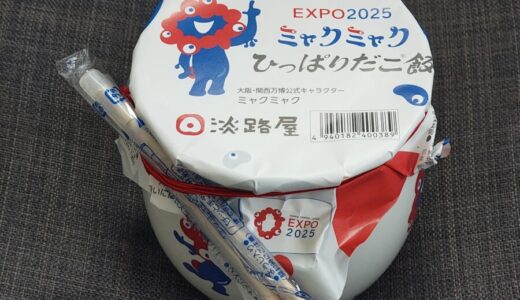 EXPO2025
ミャクミャク
ひっぱりだこ飯
大阪・関西万博公式キャラクター
ミャクミャク
淡路屋
4 940182 400389
EXPO
2025